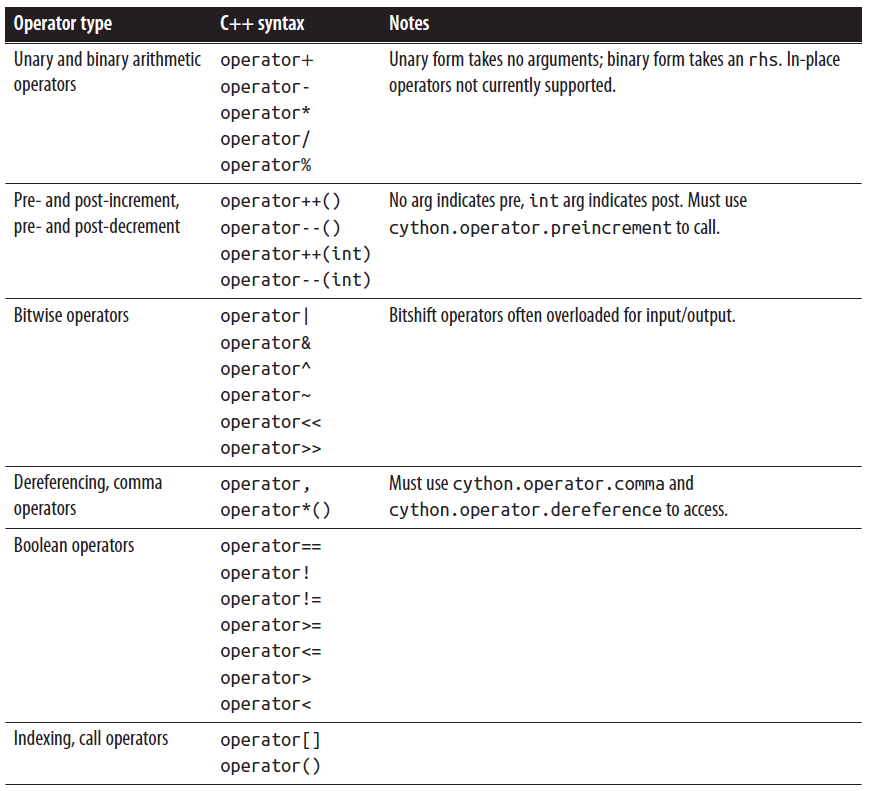 Operator type C++ syntax Notes
Unary and binary arithmetic operator+ Unary form takes no arguments; binary form takes an rhs. In-place
operators operator- operators not currently supported.
operator*
operator/
operator%
Pre- and post-increment, operator++() No arg indicates pre, int arg indicates post. Must use
pre- and post-decrement operator--() cython.operator.preincrement to call.
operator++(int)
operator--(int)
Bitwise operators operator| Bitshift operators often overloaded for input/output.
operator&
operator^
operator~
operator<<
operator>>
Dereferencing, comma operator, Must use cython.operator.comma and
operators operator*() cython.operator.dereference to access.
Boolean operators operator==
operator!
operator!=
operator>=
operator<=
operator>
operator<
Indexing, call operators operator[]
operator()